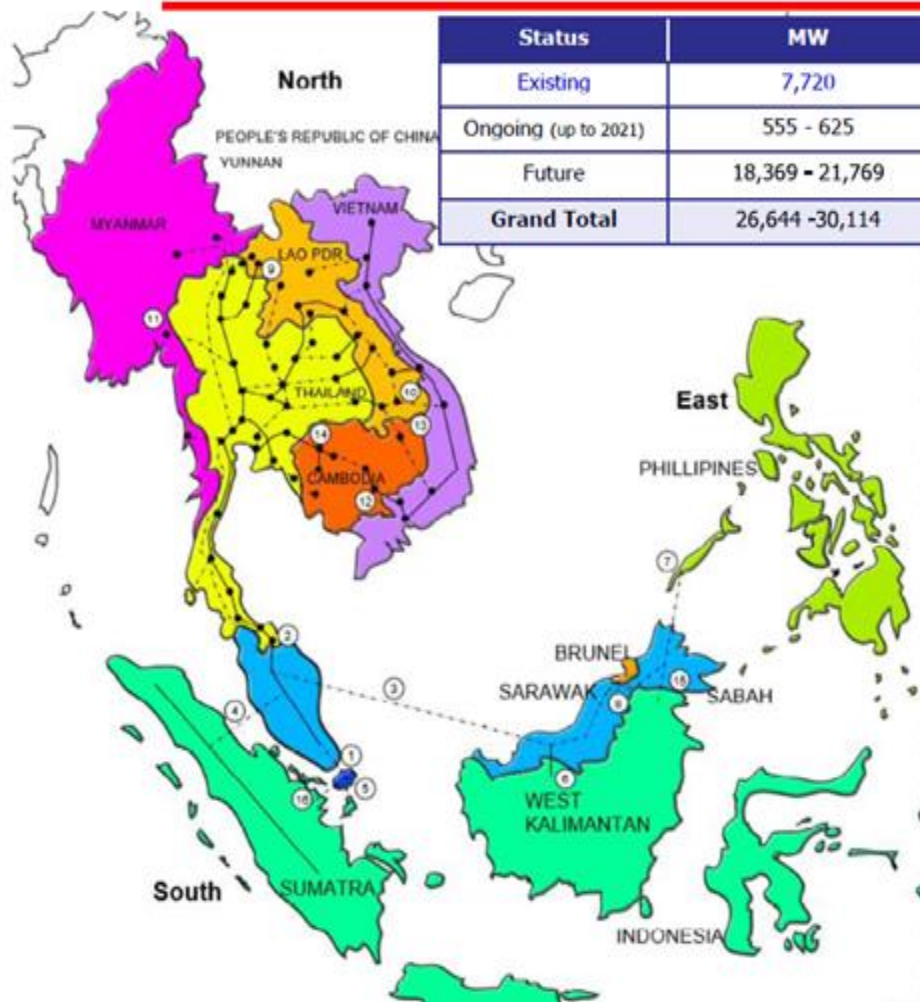 Status MW
Existing 7,720
Ongoing (up to 2021) 555 - 625
Future 18,369 - 21,769
Grand Total 26,644 -30,114
North
PEOPLE'S REPUBLIC OF CHINA
YUNNAN
MYANMAR
VIETNAM
LAO PDR
9
11
THAILAND
10
East
14
13
CAMBODIA
12
PHILLIPINES
7
2
BRUNEI
3
SARAWAK
15
SABAH
4
1
5
6
16
WEST
KALIMANTAN
South
SUMATRA
INDONESIA